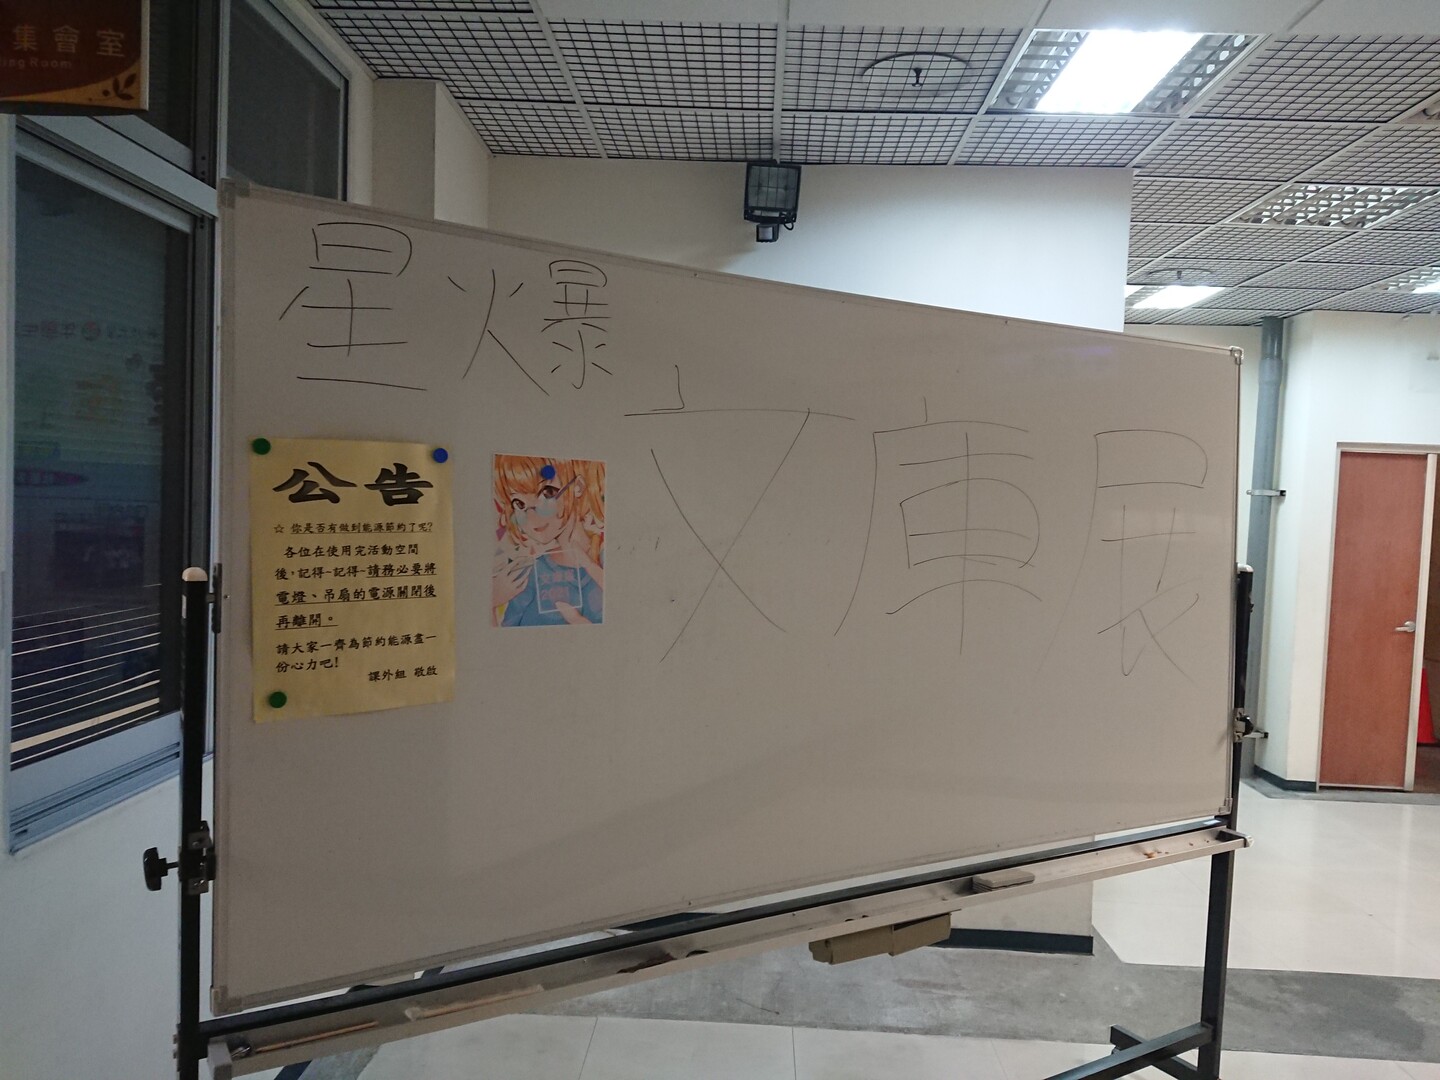 集會室
星爆
文庫展
公告
☆ 你是否有做到能源節約了呢?
各位在使用完活動空間
後,記得~記得~請務必要將
電燈、吊扇的電源關閉後
再離開。
請大家一齊為節約能源盡一
份心力吧!
課外組 敬啟